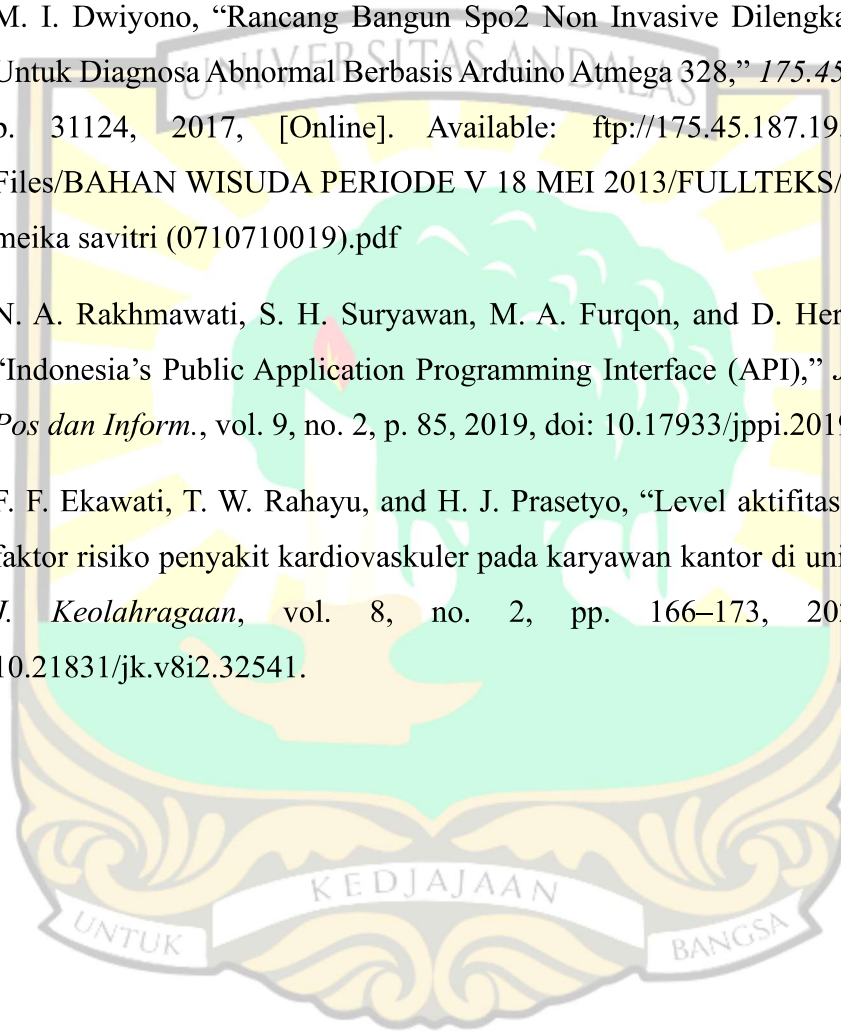 M. I. Dwiyono, “Rancang Bangun Spo2 Non Invasive Dilengka
UNIVERSITAS ANDALAS
Untuk Diagnosa Abnormal Berbasis Arduino Atmega 328,” 175.45
p. 31124, 2017, [Online]. Available: ftp://175.45.187.19
Files/BAHAN WISUDA PERIODE V 18 MEI 2013/FULLTEKS/
meika savitri (0710710019).pdf
N. A. Rakhmawati, S. H. Suryawan, M. A. Furqon, and D. Her
“Indonesia’s Public Application Programming Interface (API),” J
Pos dan Inform., vol. 9, no. 2, p. 85, 2019, doi: 10.17933/jppi.2019
F. F. Ekawati, T. W. Rahayu, and H. J. Prasetyo, “Level aktifitas
faktor risiko penyakit kardiovaskuler pada karyawan kantor di uni
J. Keolahragaan, vol. 8, no. 2, pp. 166–173, 20
10.21831/jk.v8i2.32541.
KEDJAJAAN
UNTUK
BANGSA